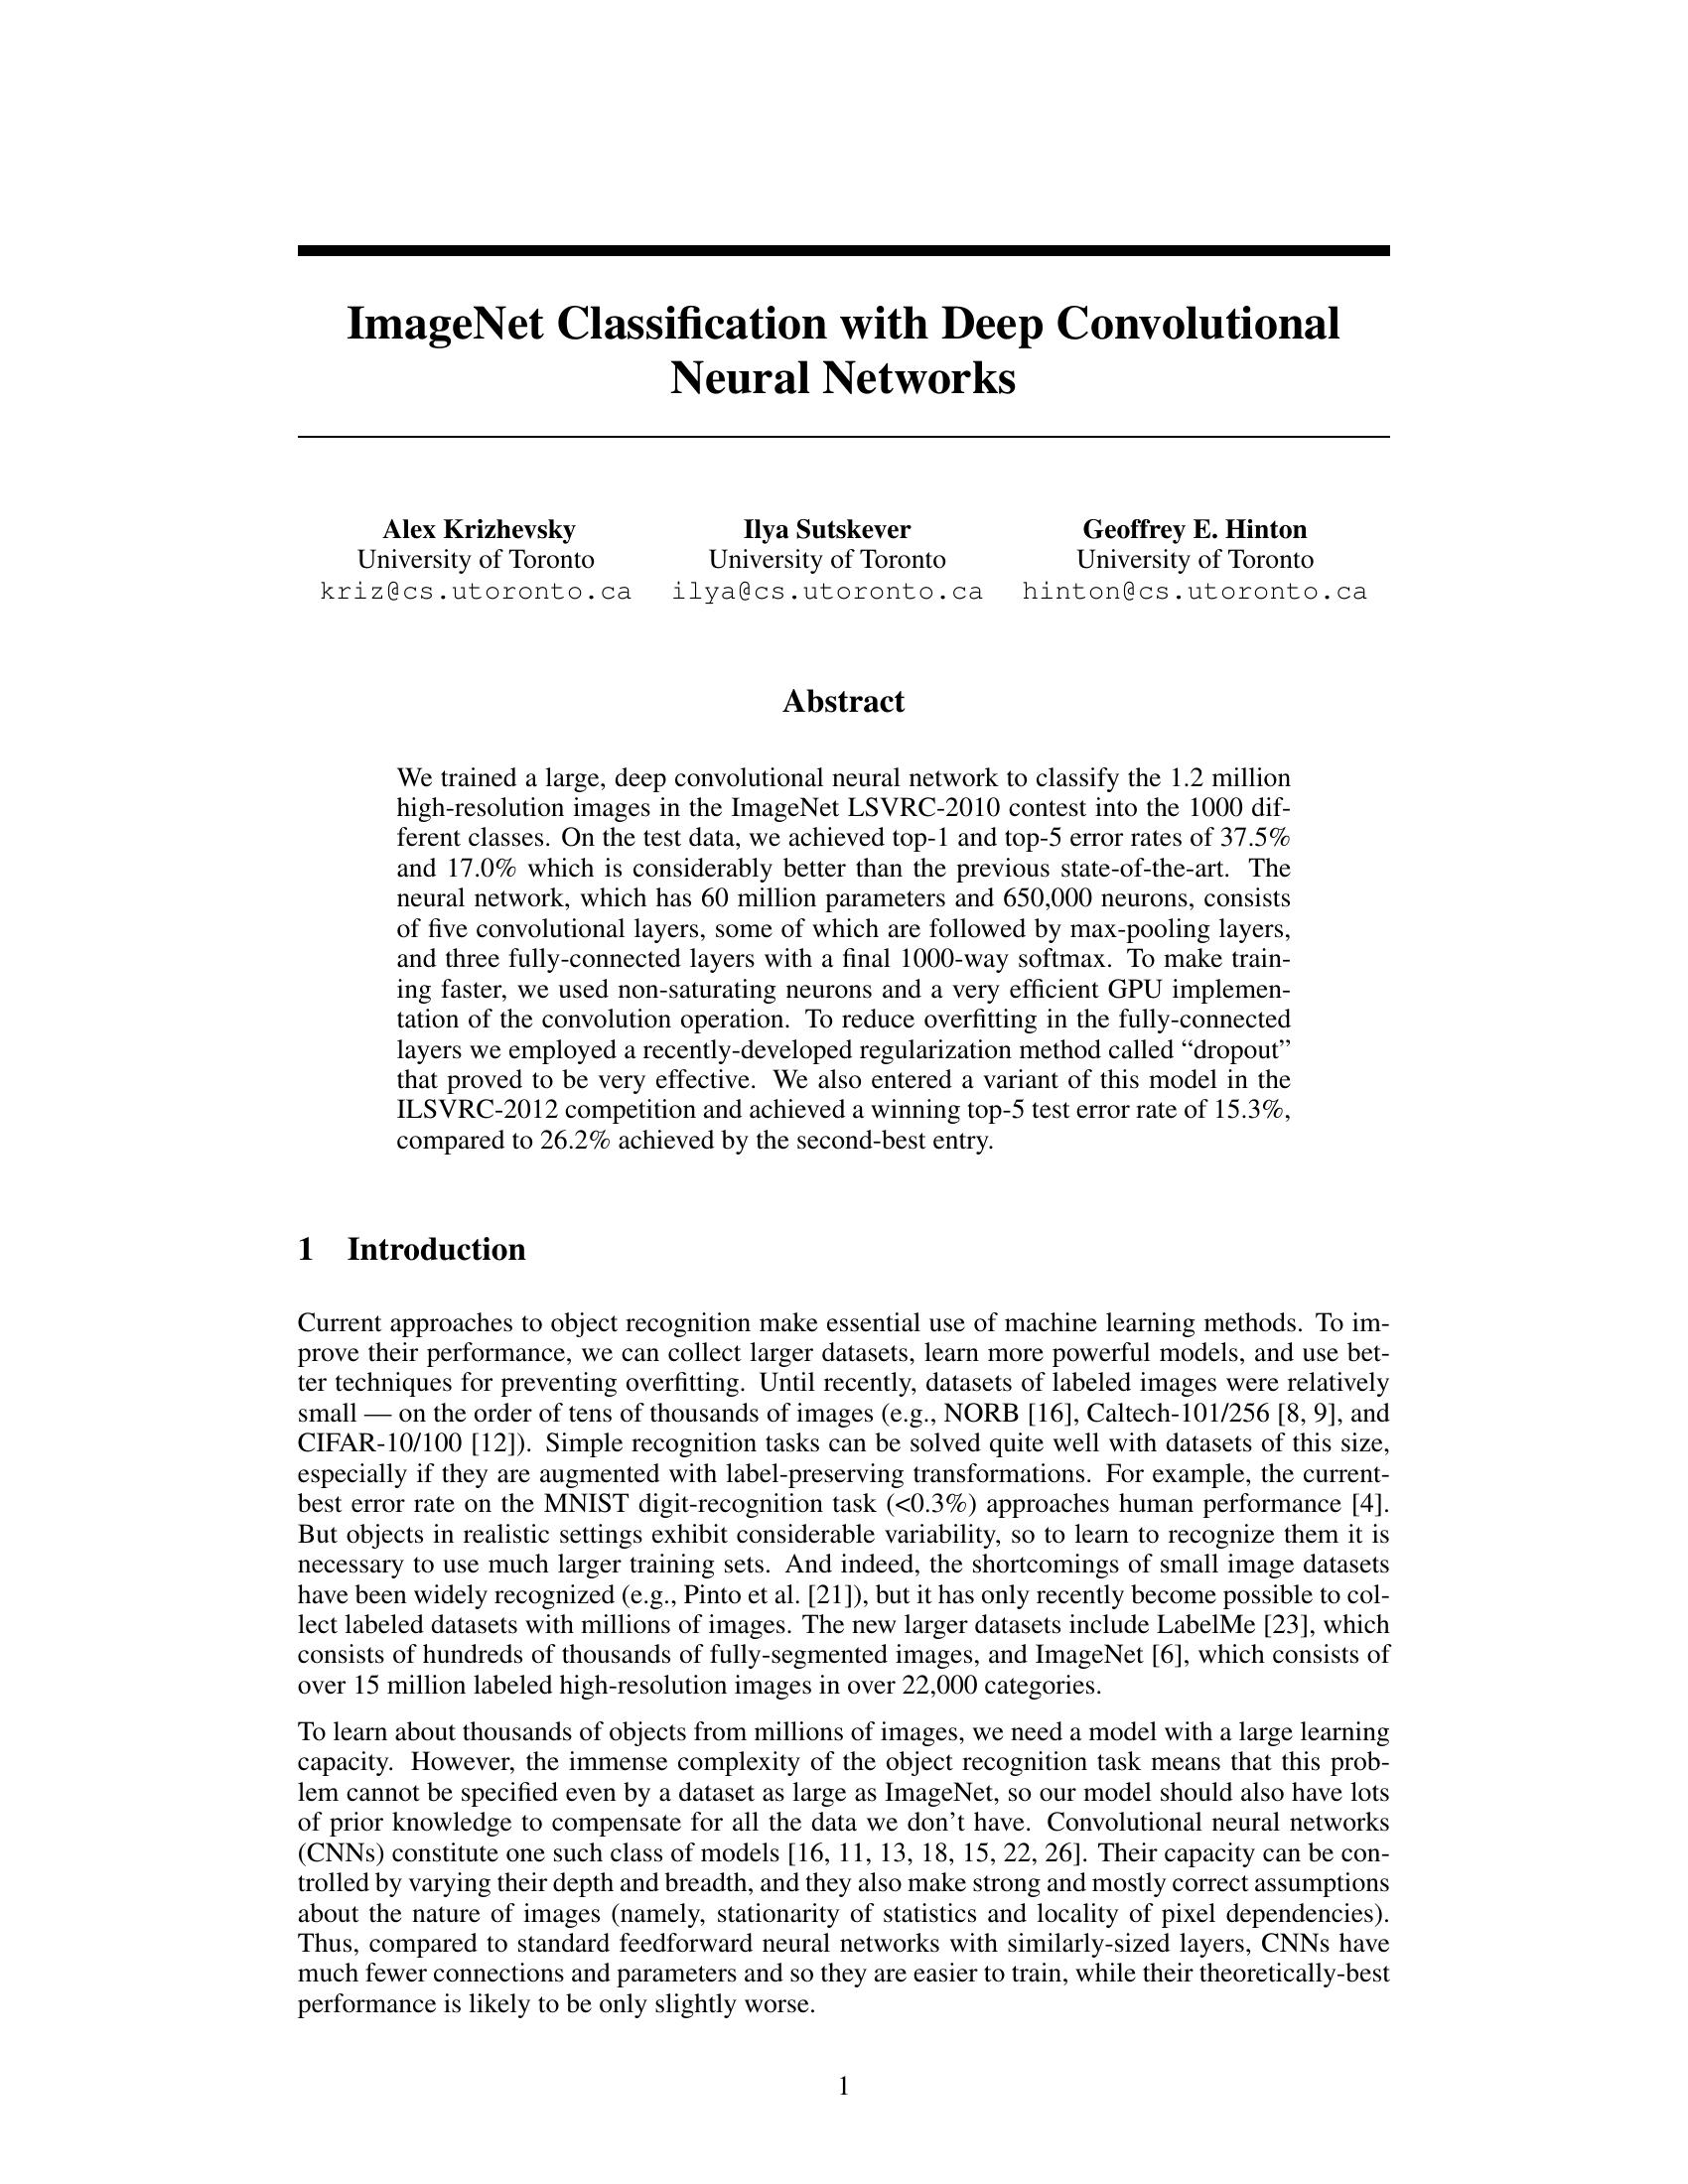 ImageNet Classification with Deep Convolutional
Neural Networks
Alex Krizhevsky
University of Toronto
kriz@cs.utoronto.ca
Ilya Sutskever
University of Toronto
ilya@cs.utoronto.ca
Geoffrey E. Hinton
University of Toronto
hinton@cs.utoronto.ca
Abstract
We trained a large, deep convolutional neural network to classify the 1.2 million
high-resolution images in the ImageNet LSVRC-2010 contest into the 1000 dif-
ferent classes. On the test data, we achieved top-1 and top-5 error rates of 37.5%
and 17.0% which is considerably better than the previous state-of-the-art. The
neural network, which has 60 million parameters and 650,000 neurons, consists
of five convolutional layers, some of which are followed by max-pooling layers,
and three fully-connected layers with a final 1000-way softmax. To make train-
ing faster, we used non-saturating neurons and a very efficient GPU implemen-
tation of the convolution operation. To reduce overfitting in the fully-connected
layers we employed a recently-developed regularization method called “dropout”
that proved to be very effective. We also entered a variant of this model in the
ILSVRC-2012 competition and achieved a winning top-5 test error rate of 15.3%,
compared to 26.2% achieved by the second-best entry.
1 Introduction
Current approaches to object recognition make essential use of machine learning methods. To im-
prove their performance, we can collect larger datasets, learn more powerful models, and use bet-
ter techniques for preventing overfitting. Until recently, datasets of labeled images were relatively
small — on the order of tens of thousands of images (e.g., NORB [16], Caltech-101/256 [8, 9], and
CIFAR-10/100 [12]). Simple recognition tasks can be solved quite well with datasets of this size,
especially if they are augmented with label-preserving transformations. For example, the current-
best error rate on the MNIST digit-recognition task (<0.3%) approaches human performance [4].
But objects in realistic settings exhibit considerable variability, so to learn to recognize them it is
necessary to use much larger training sets. And indeed, the shortcomings of small image datasets
have been widely recognized (e.g., Pinto et al. [21]), but it has only recently become possible to col-
lect labeled datasets with millions of images. The new larger datasets include LabelMe [23], which
consists of hundreds of thousands of fully-segmented images, and ImageNet [6], which consists of
over 15 million labeled high-resolution images in over 22,000 categories.
To learn about thousands of objects from millions of images, we need a model with a large learning
capacity. However, the immense complexity of the object recognition task means that this prob-
lem cannot be specified even by a dataset as large as ImageNet, so our model should also have lots
of prior knowledge to compensate for all the data we don’t have. Convolutional neural networks
(CNNs) constitute one such class of models [16, 11, 13, 18, 15, 22, 26]. Their capacity can be con-
trolled by varying their depth and breadth, and they also make strong and mostly correct assumptions
about the nature of images (namely, stationarity of statistics and locality of pixel dependencies).
Thus, compared to standard feedforward neural networks with similarly-sized layers, CNNs have
much fewer connections and parameters and so they are easier to train, while their theoretically-best
performance is likely to be only slightly worse.
1